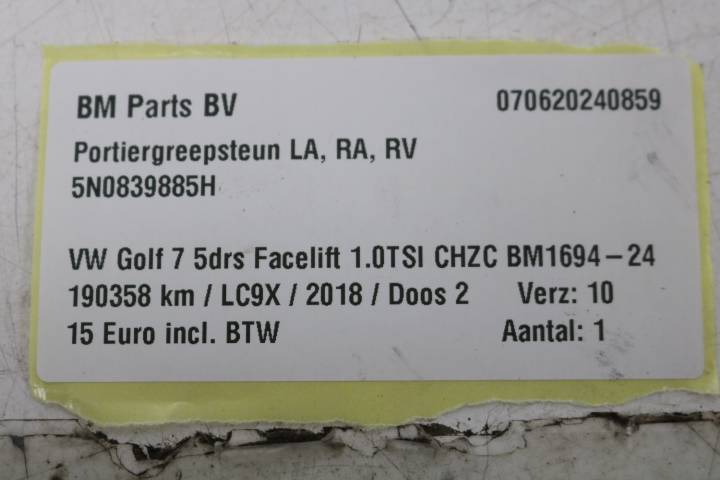 BM Parts BV 070620240859
Portiergreepsteun LA, RA, RV
5N0839885H
VW Golf 7 5drs Facelift 1.0TSI CHZC BM1694-24
190358 km / LC9X / 2018 / Doos 2 Verz: 10
15 Euro incl. BTW Aantal: 1